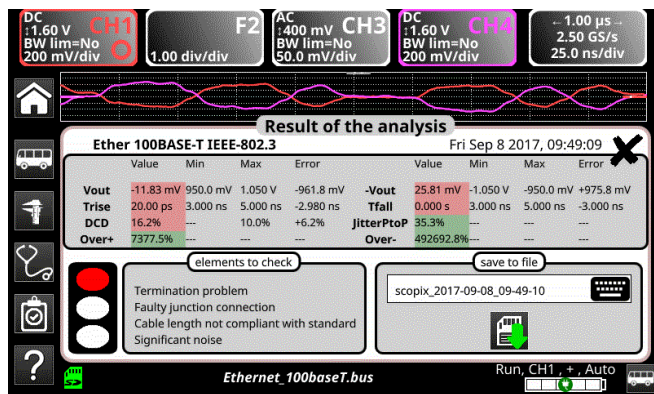 DC
↕1.60 V CH1
BW lim=No
200 mV/div
F2
1.00 div/div
AC
↕400 mV CH3
BW lim=No
50.0 mV/div
DC
↕1.60 V CH4
BW lim=No
200 mV/div
←1.00 µs→
2.50 GS/s
25.0 ns/div
Result of the analysis
Ether 100BASE-T IEEE-802.3 Fri Sep 8 2017, 09:49:09
Value Min Max Error Value Min Max Error
Vout -11.83 mV 950.0 mV 1.050 V -961.8 mV -Vout 25.81 mV -1.050 V -950.0 mV +975.8 mV
Trise 20.00 ps 3.000 ns 5.000 ns -2.980 ns Tfall 0.000 s 3.000 ns 5.000 ns -3.000 ns
DCD 16.2% --- 10.0% +6.2% JitterPtoP 35.3% --- --- ---
Over+ 7377.5% --- --- --- Over- 492692.8% --- --- ---
elements to check
Termination problem
Faulty junction connection
Cable length not compliant with standard
Significant noise
save to file
scopix_2017-09-08_09-49-10
?
Ethernet_100baseT.bus
Run, CH1 , + , Auto